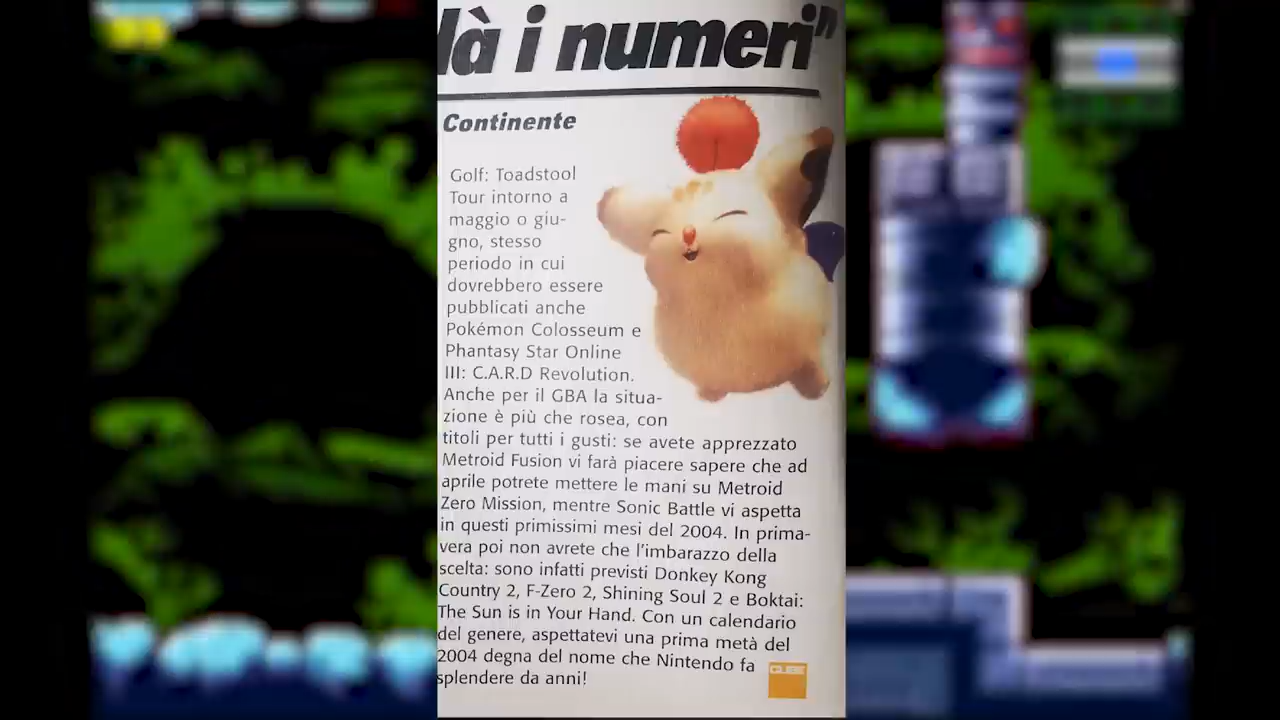 là i numeri"
Continente
Golf: Toadstool
Tour intorno a
maggio o giu-
gno, stesso
periodo in cui
dovrebbero essere
pubblicati anche
Pokémon Colosseum e
Phantasy Star Online
III: C.A.R.D Revolution.
Anche per il GBA la situa-
zione è più che rosea, con
titoli per tutti i gusti: se avete apprezzato
Metroid Fusion vi farà piacere sapere che ad
aprile potrete mettere le mani su Metroid
Zero Mission, mentre Sonic Battle vi aspetta
in questi primissimi mesi del 2004. In prima-
vera poi non avrete che l'imbarazzo della
scelta: sono infatti previsti Donkey Kong
Country 2, F-Zero 2, Shining Soul 2 e Boktai:
The Sun is in Your Hand. Con un calendario
del genere, aspettatevi una prima metà del
2004 degna del nome che Nintendo fa
splendere da anni!
CUBE